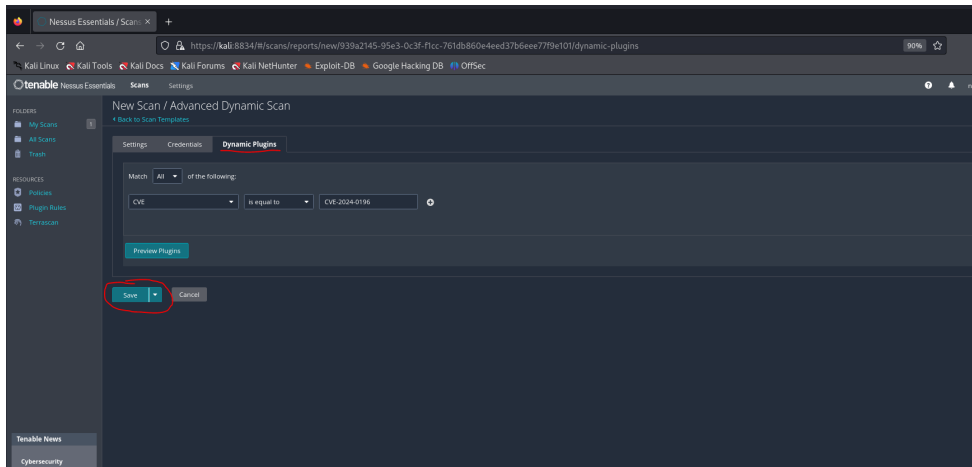 Nessus Essentials / Scans
https://kali:8834/#/scans/reports/new/939a2145-95e3-0c3f-f1cc-761db860e4eed37b6eee77f9e101/dynamic-plugins
90%
Kali Linux Kali Tools Kali Docs Kali Forums Kali NetHunter Exploit-DB Google Hacking DB OffSec
tenable Nessus Essentials Scans Settings
FOLDERS
My Scans 1
All Scans
Trash
RESOURCES
Policies
Plugin Rules
Terrascan
New Scan / Advanced Dynamic Scan
Back to Scan Templates
Settings Credentials Dynamic Plugins
Match All of the following:
CVE is equal to CVE-2024-0196
Preview Plugins
Save Cancel
Tenable News
Cybersecurity